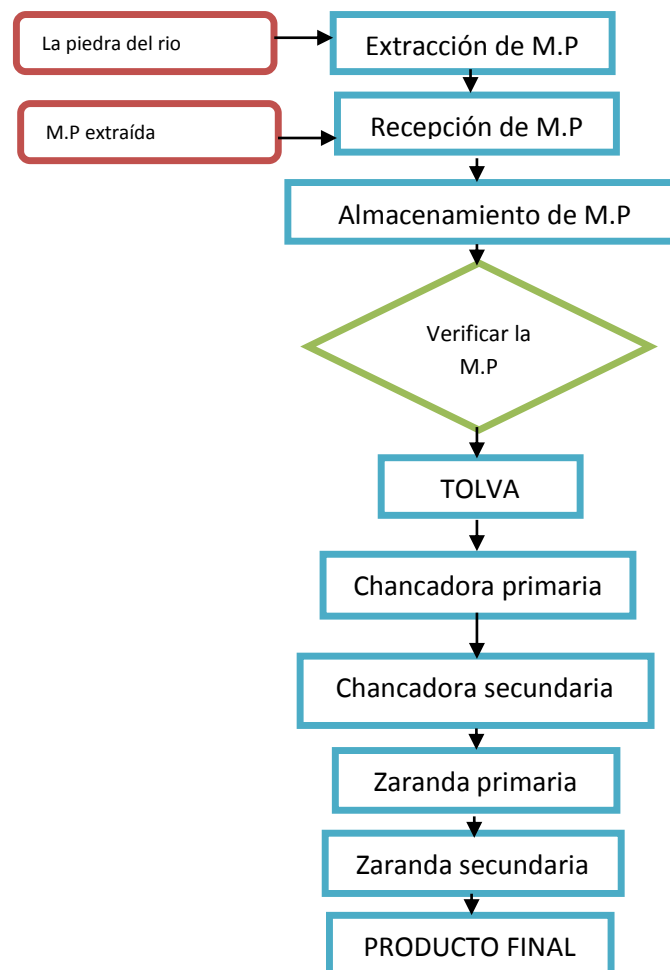 La piedra del rio
Extracción de M.P
M.P extraída
Recepción de M.P
Almacenamiento de M.P
Verificar la
M.P
TOLVA
Chancadora primaria
Chancadora secundaria
Zaranda primaria
Zaranda secundaria
PRODUCTO FINAL